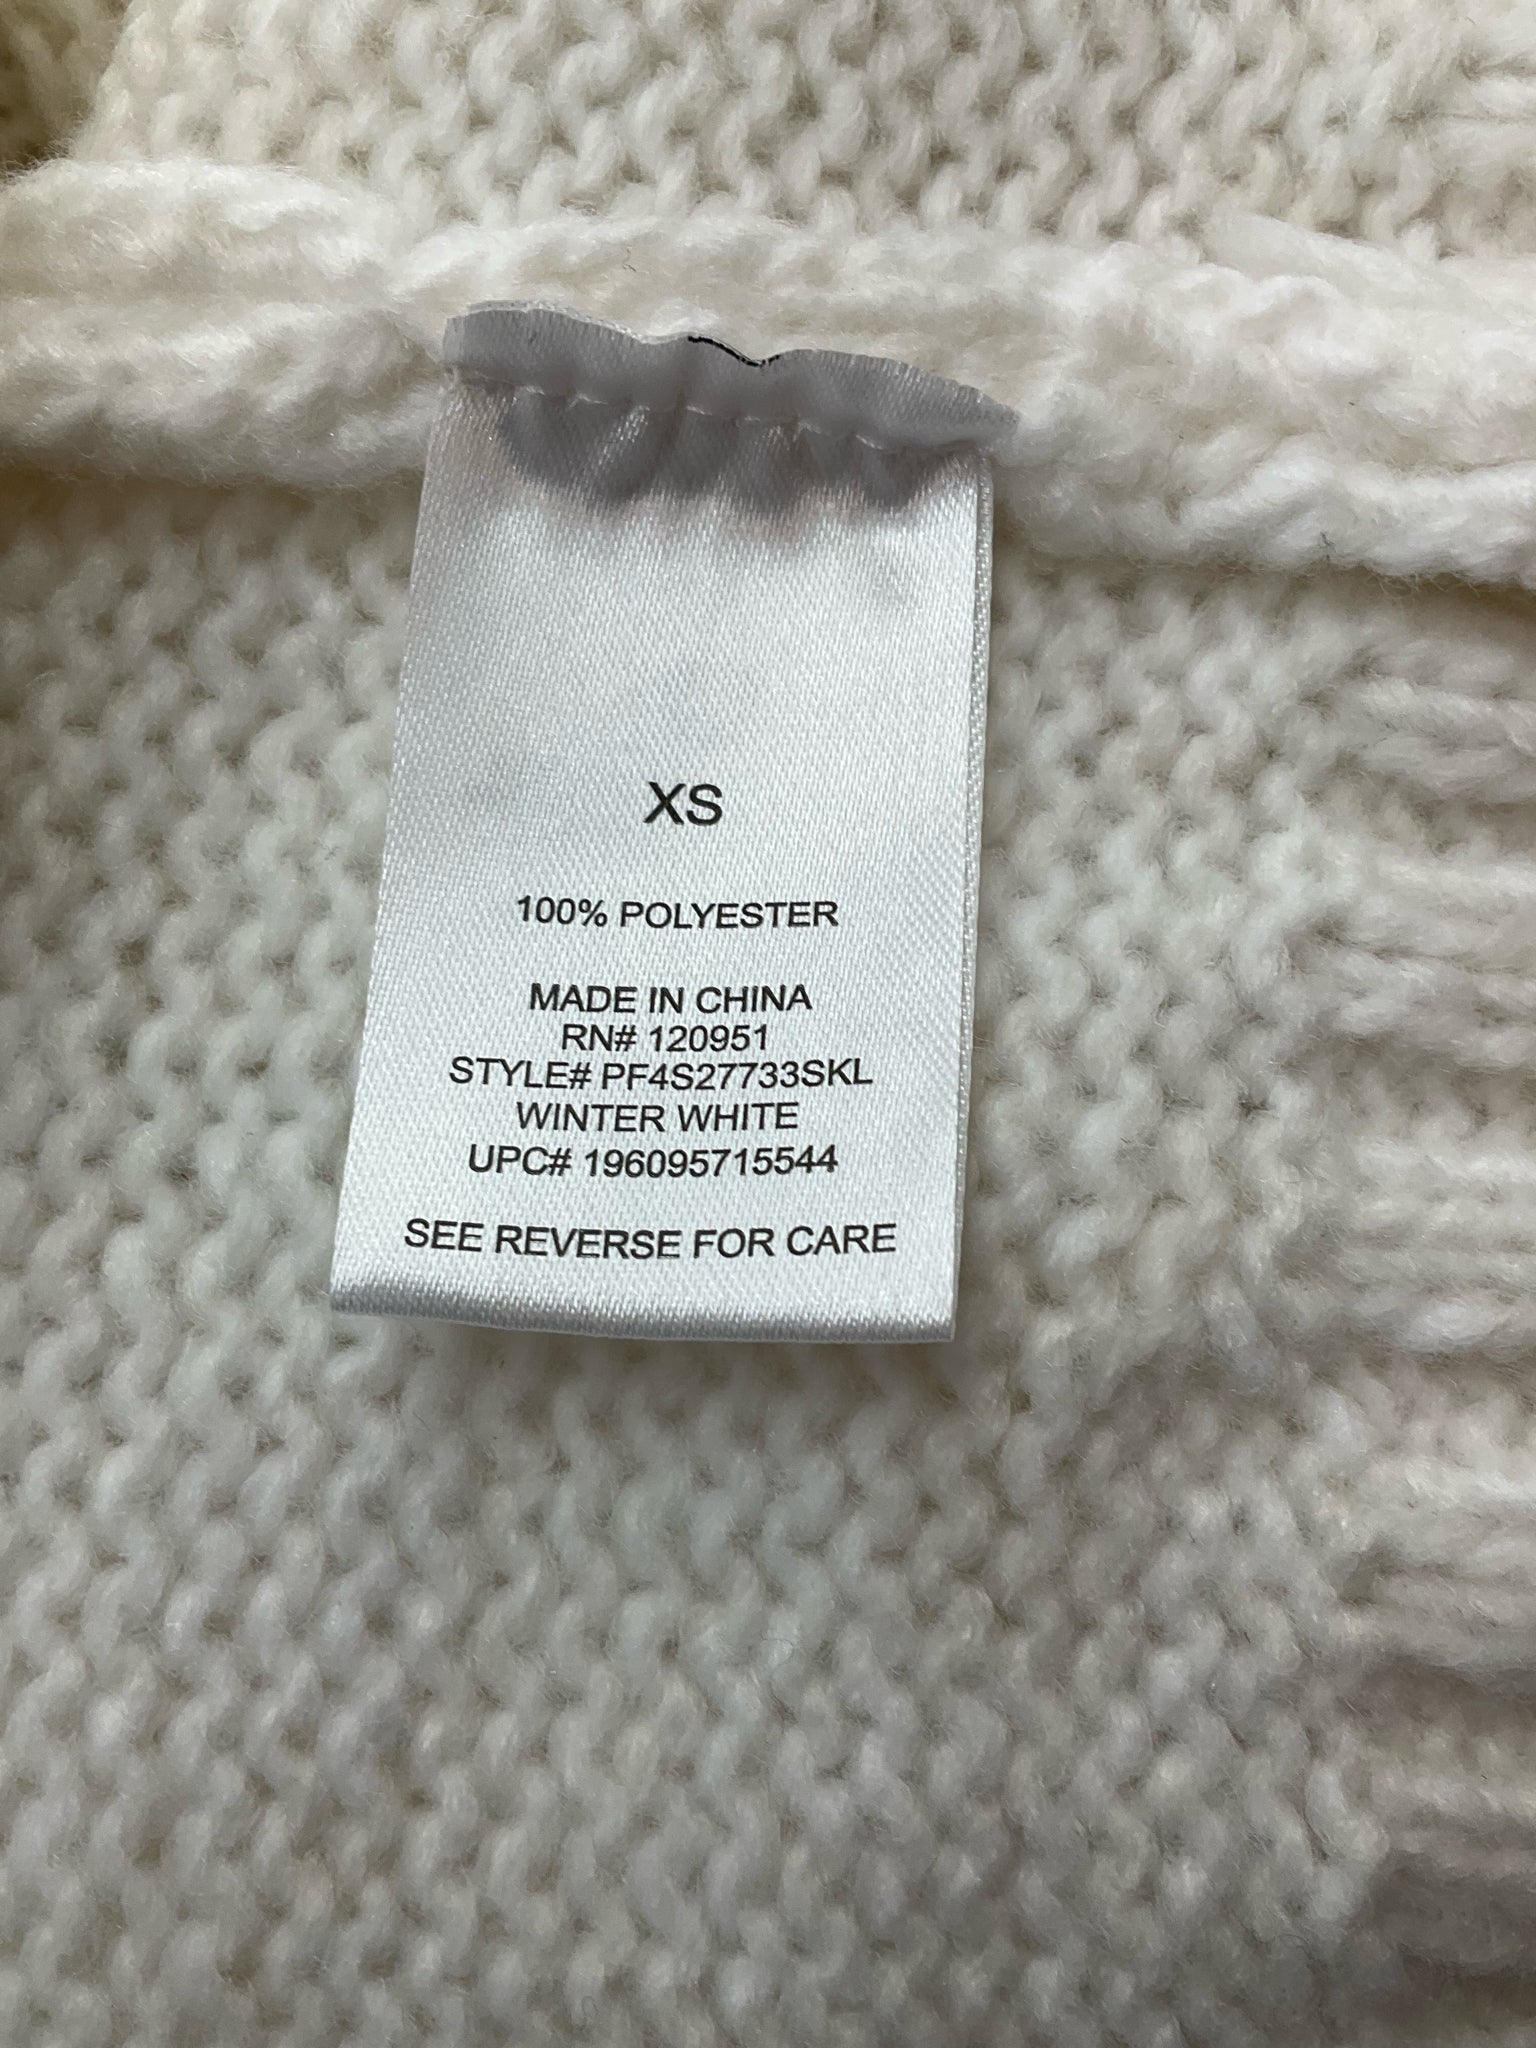 XS
100% POLYESTER
MADE IN CHINA
RN# 120951
STYLE# PF4S27733SKL
WINTER WHITE
UPC# 196095715544
SEE REVERSE FOR CARE